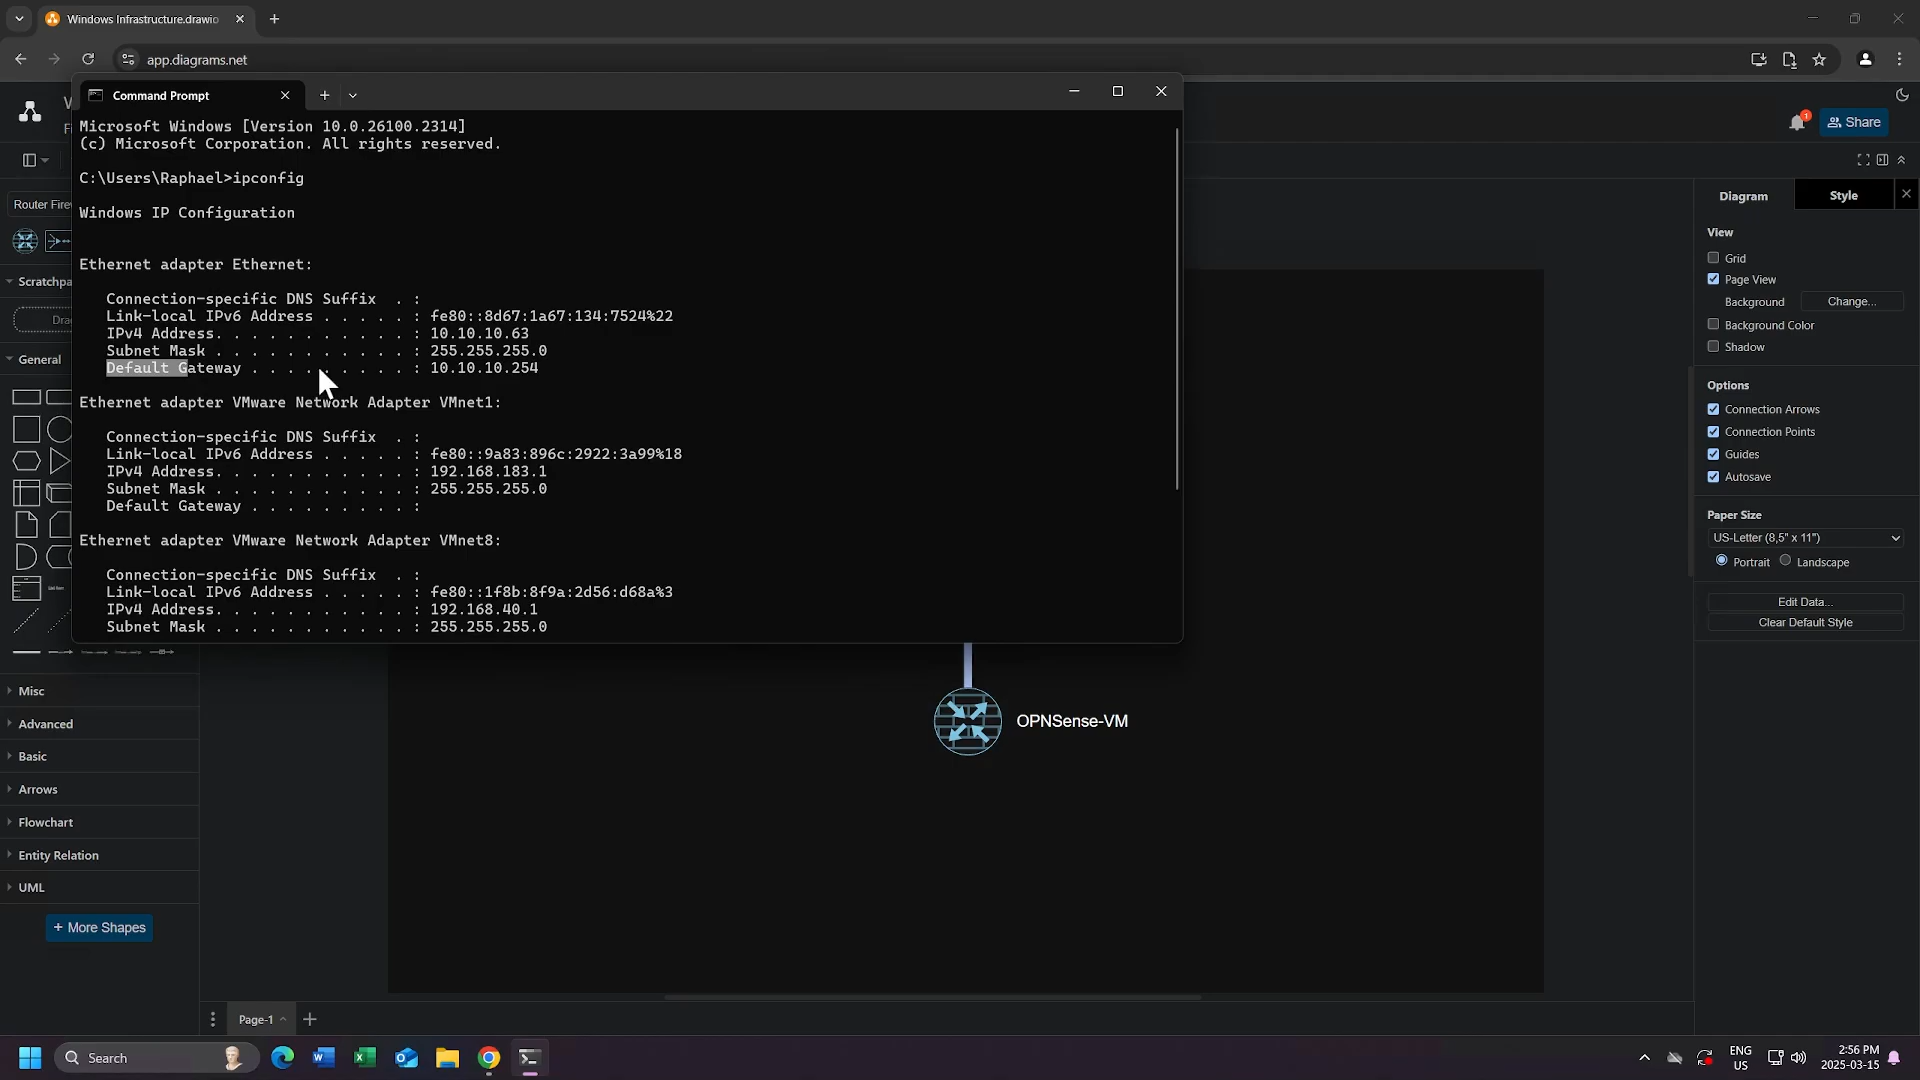 Windows Infrastructure.drawio
app.diagrams.net
Command Prompt
Microsoft Windows [Version 10.0.26100.2314]
(c) Microsoft Corporation. All rights reserved.
C:\Users\Raphael>ipconfig
Windows IP Configuration
Ethernet adapter Ethernet:
Connection-specific DNS Suffix  . :
Link-local IPv6 Address . . . . . : fe80::8d67:1a67:134:7524%22
IPv4 Address. . . . . . . . . . . : 10.10.10.63
Subnet Mask . . . . . . . . . . . : 255.255.255.0
Default Gateway . . . . . . . . . : 10.10.10.254
Ethernet adapter VMware Network Adapter VMnet1:
Connection-specific DNS Suffix  . :
Link-local IPv6 Address . . . . . : fe80::9a83:896c:2922:3a99%18
IPv4 Address. . . . . . . . . . . : 192.168.183.1
Subnet Mask . . . . . . . . . . . : 255.255.255.0
Default Gateway . . . . . . . . . :
Ethernet adapter VMware Network Adapter VMnet8:
Connection-specific DNS Suffix  . :
Link-local IPv6 Address . . . . . : fe80::1f8b:8f9a:2d56:d68a%3
IPv4 Address. . . . . . . . . . . : 192.168.40.1
Subnet Mask . . . . . . . . . . . : 255.255.255.0
Router Fire
Scratchpa
Drag
General
Misc
Advanced
Basic
Arrows
Flowchart
Entity Relation
UML
+ More Shapes
OPNSense-VM
1
Share
Diagram
Style
View
Grid
Page View
Background
Change...
Background Color
Shadow
Options
Connection Arrows
Connection Points
Guides
Autosave
Paper Size
US-Letter (8,5" x 11")
Portrait
Landscape
Edit Data...
Clear Default Style
Page-1
Search
ENG
US
2:56 PM
2025-03-15